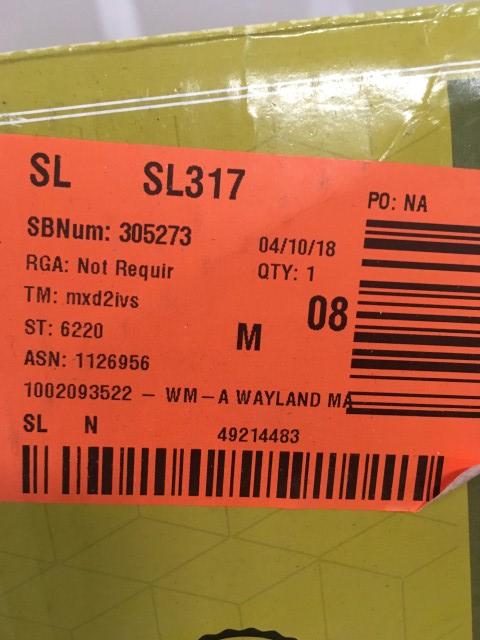 SL SL317
PO: NA
SBNum: 305273
04/10/18
RGA: Not Requir
QTY: 1
TM: mxd2ivs
08
ST: 6220
M
ASN: 1126956
1002093522 - WM-A WAYLAND MA
SL N
49214483